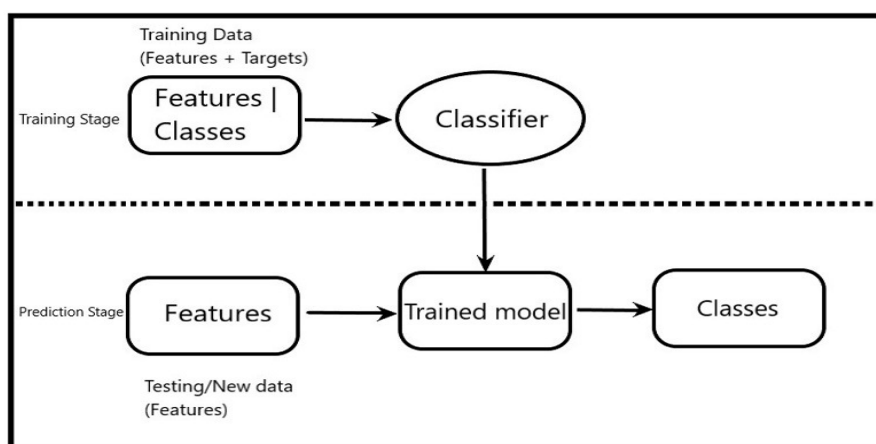 Training Data
(Features + Targets)
Features |
Classes
Training Stage
Classifier
Prediction Stage
Features
Trained model
Classes
Testing/New data
(Features)